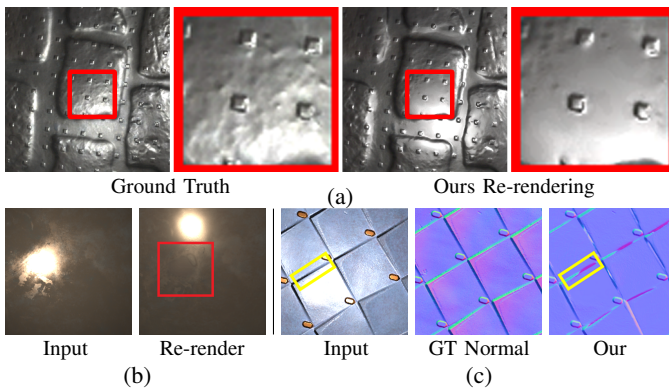 Ground Truth
Ours Re-rendering
(a)
Input
Re-render
Input
GT Normal
Our
(b)
(c)